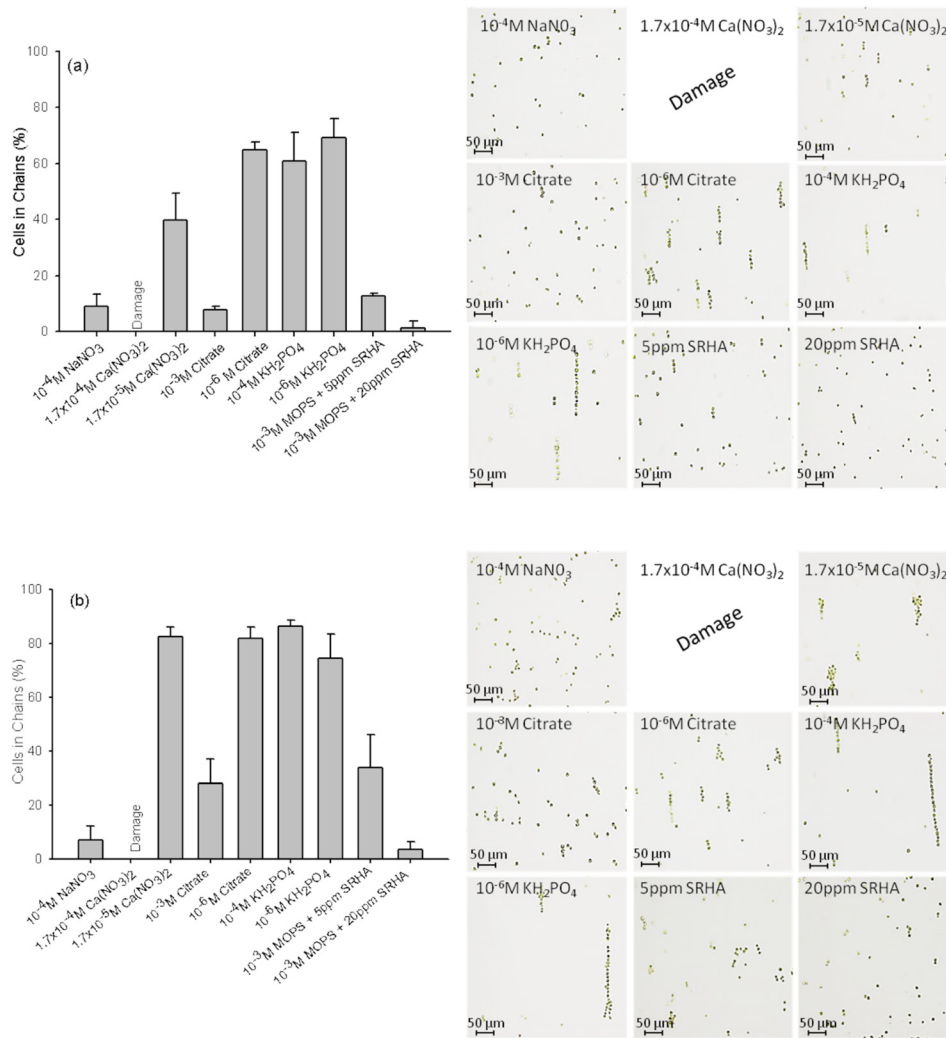 (a)
100
80
60
40
20
0
Cells in Chains (%)
Damage
10⁻⁴M NaNO₃
1.7x10⁻⁴M Ca(NO₃)2
1.7x10⁻⁵M Ca(NO₃)2
10⁻³M Citrate
10⁻⁶ M Citrate
10⁻⁴M KH₂PO4
10⁻⁶M KH₂PO4
10⁻³M MOPS + 5ppm SRHA
10⁻³M MOPS + 20ppm SRHA
10⁻⁴M NaN0₃
50 µm
1.7x10⁻⁴M Ca(NO₃)₂
Damage
1.7x10⁻⁵M Ca(NO₃)₂
50 µm
10⁻³M Citrate
50 µm
10⁻⁶M Citrate
50 µm
10⁻⁴M KH₂PO₄
50 µm
10⁻⁶M KH₂PO₄
50 µm
5ppm SRHA
50 µm
20ppm SRHA
50 µm
(b)
100
80
60
40
20
0
Cells in Chains (%)
Damage
10⁻⁴M NaNO₃
1.7x10⁻⁴M Ca(NO₃)2
1.7x10⁻⁵M Ca(NO₃)2
10⁻³M Citrate
10⁻⁶M Citrate
10⁻⁴M KH₂PO4
10⁻⁶M KH₂PO4
10⁻³M MOPS + 5ppm SRHA
10⁻³M MOPS + 20ppm SRHA
10⁻⁴M NaN0₃
50 µm
1.7x10⁻⁴M Ca(NO₃)₂
Damage
1.7x10⁻⁵M Ca(NO₃)₂
50 µm
10⁻³M Citrate
50 µm
10⁻⁶M Citrate
50 µm
10⁻⁴M KH₂PO₄
50 µm
10⁻⁶M KH₂PO₄
50 µm
5ppm SRHA
50 µm
20ppm SRHA
50 µm